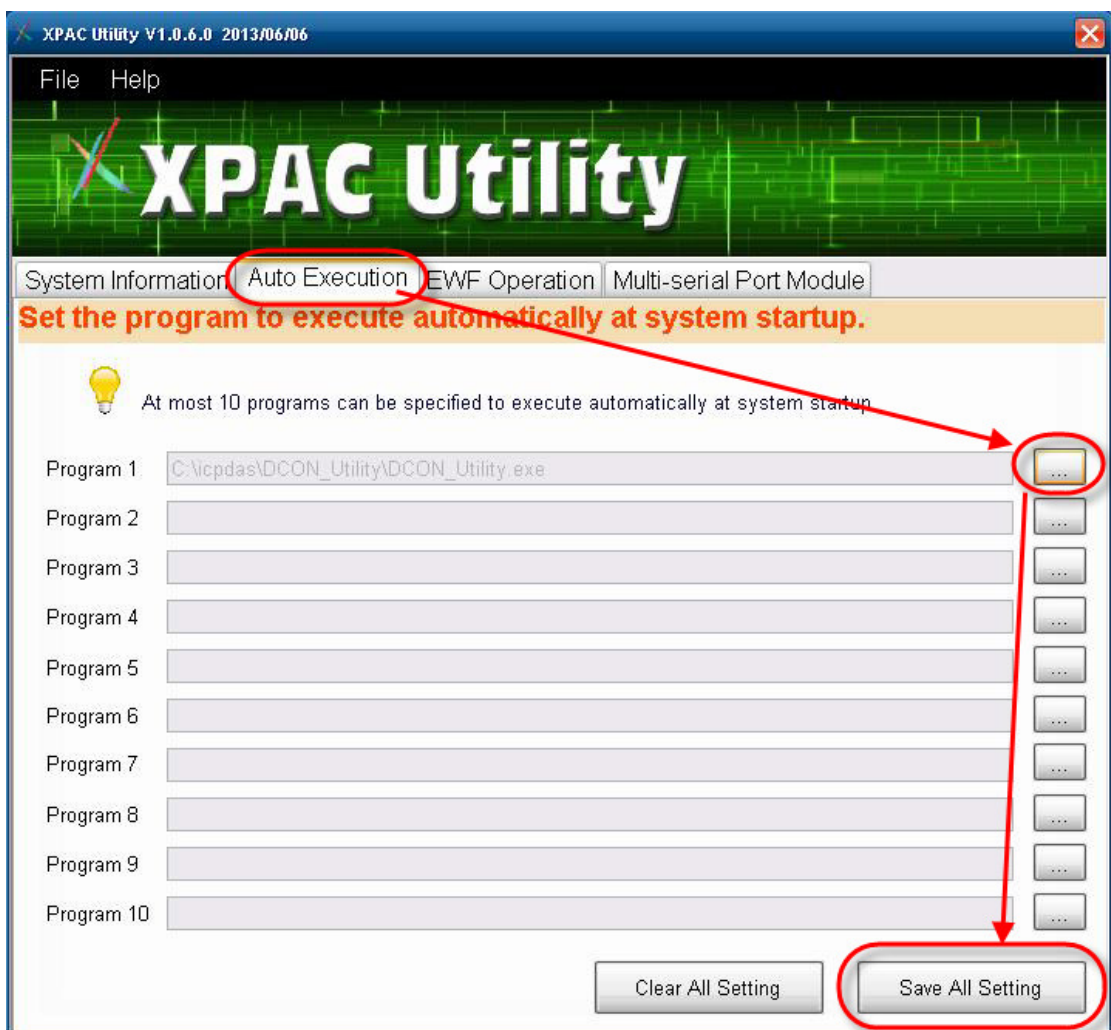 XPAC Utility V1.0.6.0 2013/06/06
File Help
XPAC Utility
System Information Auto Execution EWF Operation Multi-serial Port Module
Set the program to execute automatically at system startup.
At most 10 programs can be specified to execute automatically at system startup
Program 1 C:\icpdas\DCON_Utility\DCON_Utility.exe ...
Program 2 ...
Program 3 ...
Program 4 ...
Program 5 ...
Program 6 ...
Program 7 ...
Program 8 ...
Program 9 ...
Program 10 ...
Clear All Setting Save All Setting